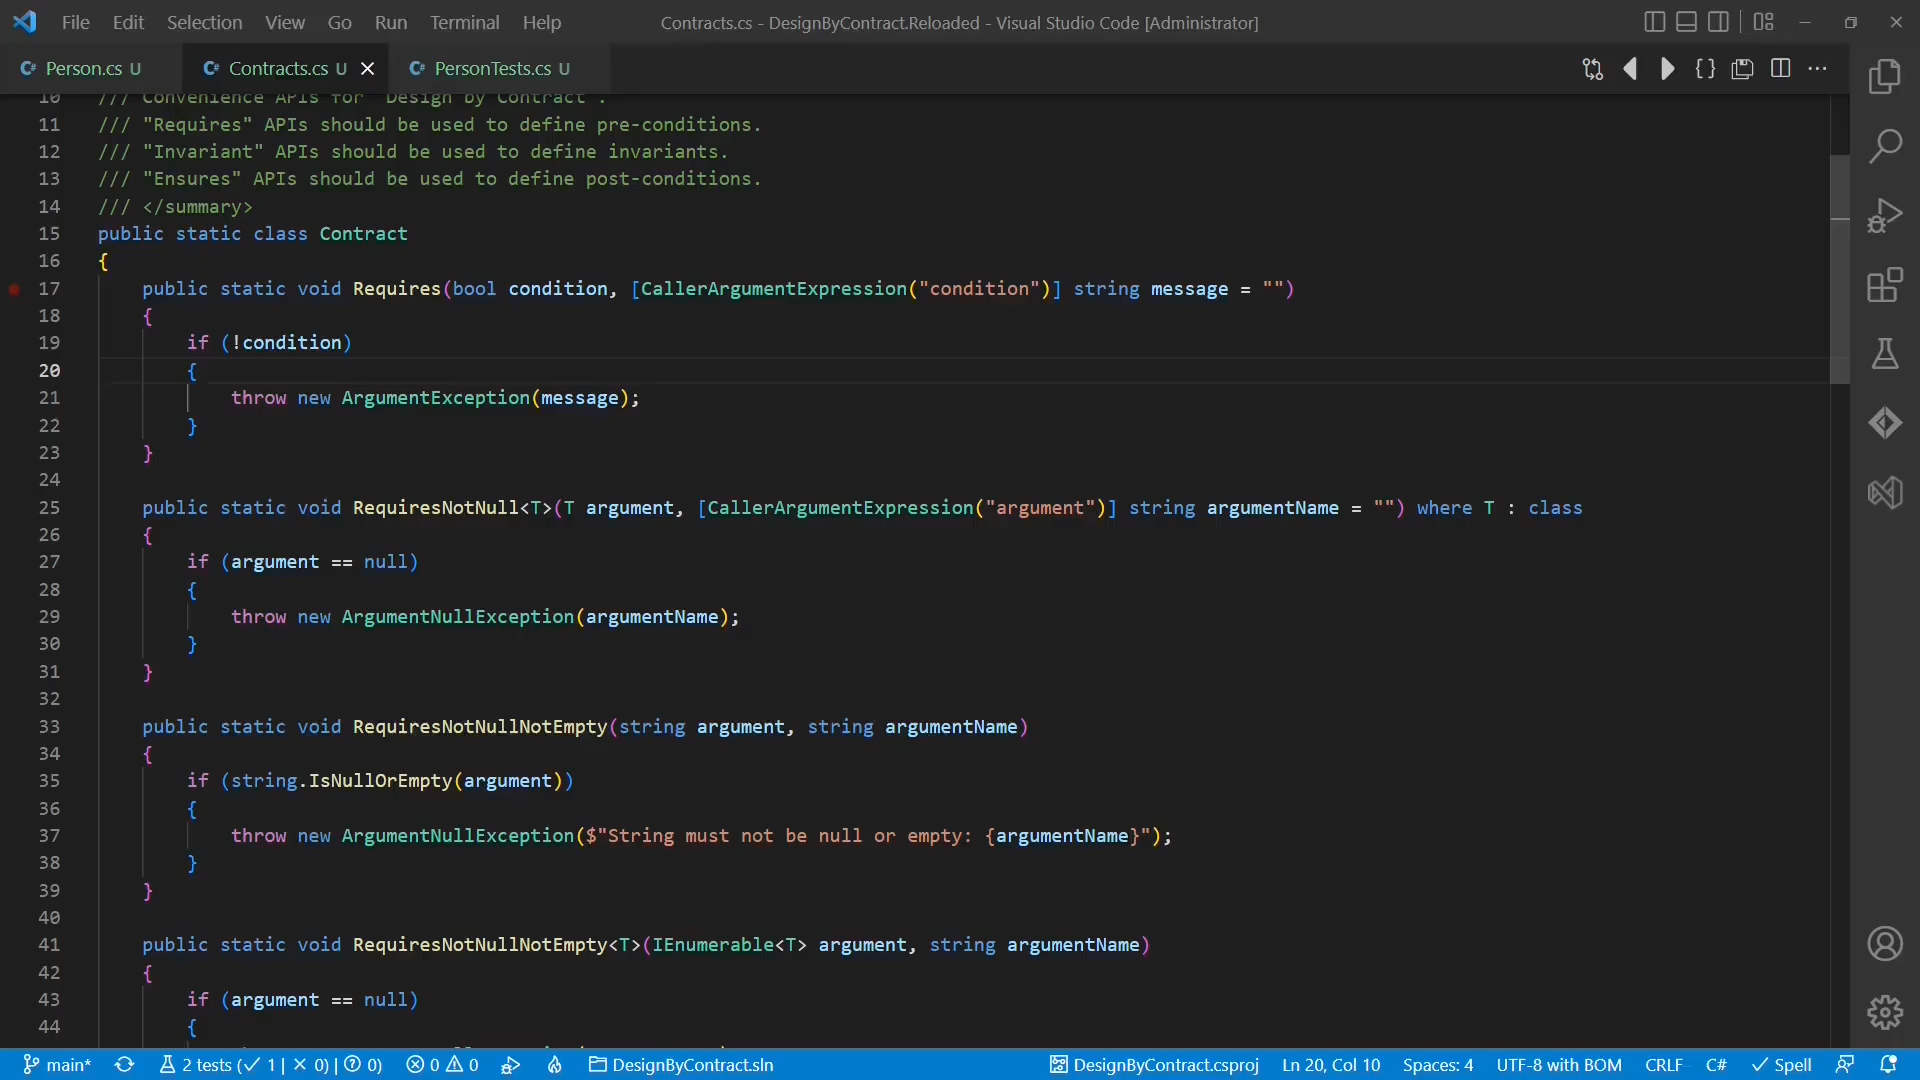 File Edit Selection View Go Run Terminal Help
Contracts.cs - DesignByContract.Reloaded - Visual Studio Code [Administrator]
Person.cs U
Contracts.cs U
PersonTests.cs U
10 /// Convenience APIs for "Design by Contract".
11 /// "Requires" APIs should be used to define pre-conditions.
12 /// "Invariant" APIs should be used to define invariants.
13 /// "Ensures" APIs should be used to define post-conditions.
14 /// </summary>
15 public static class Contract
16 {
17 public static void Requires(bool condition, [CallerArgumentExpression("condition")] string message = "")
18 {
19 if (!condition)
20 {
21 throw new ArgumentException(message);
22 }
23 }
24
25 public static void RequiresNotNull<T>(T argument, [CallerArgumentExpression("argument")] string argumentName = "") where T : class
26 {
27 if (argument == null)
28 {
29 throw new ArgumentNullException(argumentName);
30 }
31 }
32
33 public static void RequiresNotNullNotEmpty(string argument, string argumentName)
34 {
35 if (string.IsNullOrEmpty(argument))
36 {
37 throw new ArgumentNullException($"String must not be null or empty: {argumentName}");
38 }
39 }
40
41 public static void RequiresNotNullNotEmpty<T>(IEnumerable<T> argument, string argumentName)
42 {
43 if (argument == null)
44 {
main* 2 tests (✓ 1 | × 0) | ? 0) 0 0 DesignByContract.sln DesignByContract.csproj Ln 20, Col 10 Spaces: 4 UTF-8 with BOM CRLF C# ✓ Spell